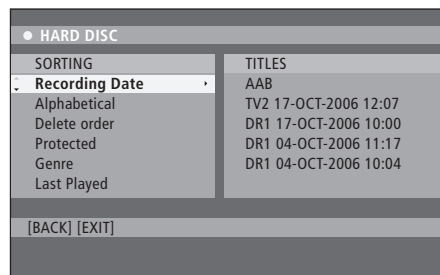 HARD DISC
SORTING
Recording Date
Alphabetical
Delete order
Protected
Genre
Last Played
TITLES
AAB
TV2 17-OCT-2006 12:07
DR1 17-OCT-2006 10:00
DR1 04-OCT-2006 11:17
DR1 04-OCT-2006 10:04
[BACK] [EXIT]